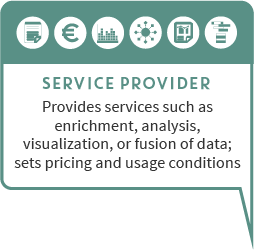 SERVICE PROVIDER
Provides services such as
enrichment, analysis,
visualization, or fusion of data;
sets pricing and usage conditions